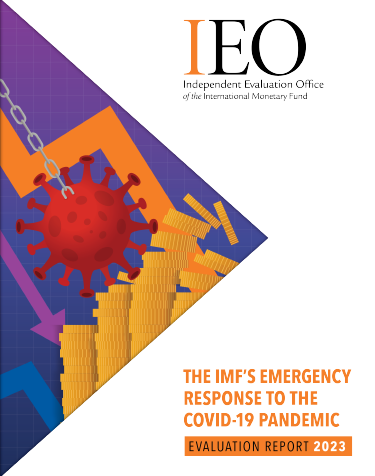 IEO
Independent Evaluation Office
of the International Monetary Fund
THE IMF'S EMERGENCY
RESPONSE TO THE
COVID-19 PANDEMIC
EVALUATION REPORT 2023